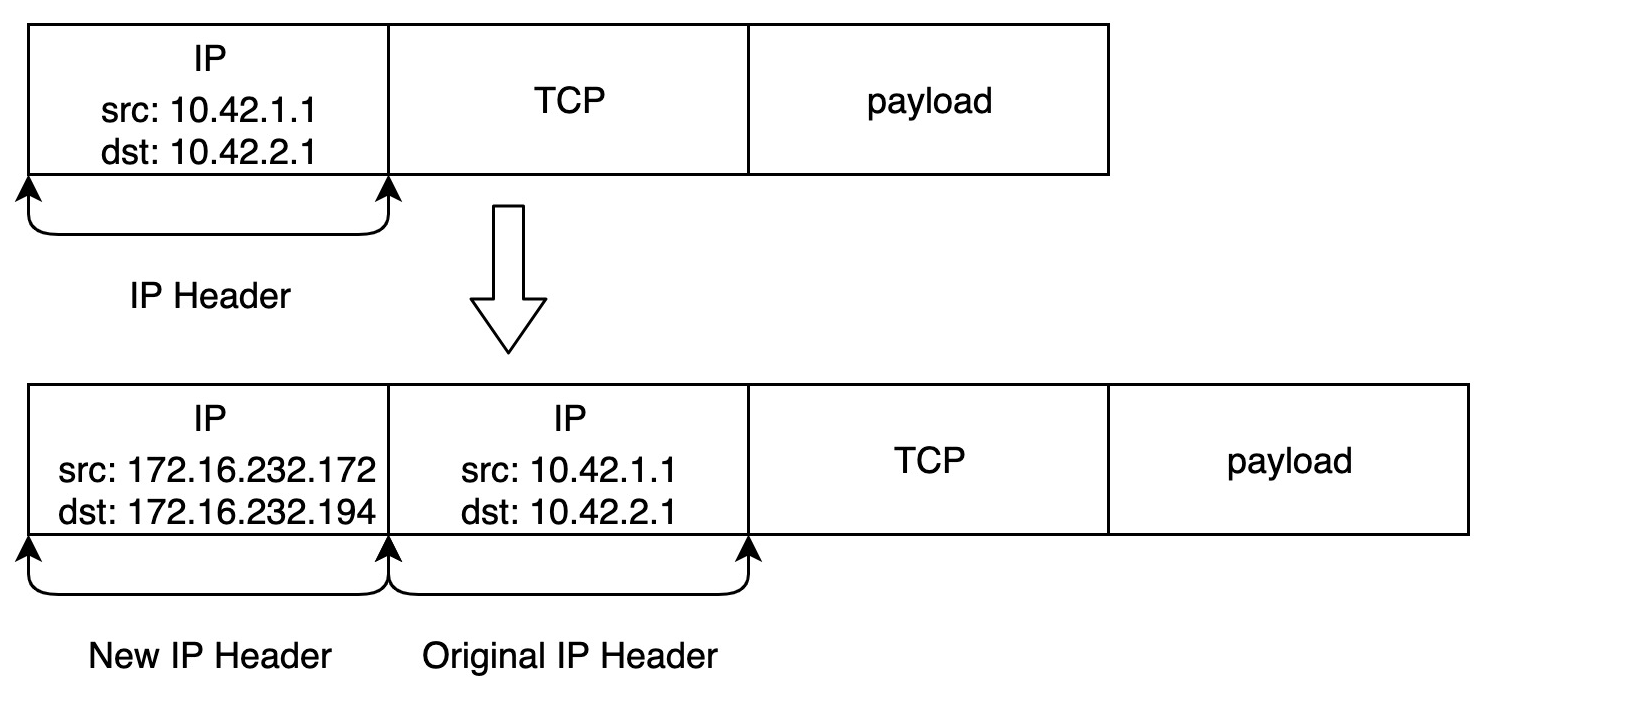 IP
src: 10.42.1.1
dst: 10.42.2.1
TCP
payload
IP Header
IP
src: 172.16.232.172
dst: 172.16.232.194
IP
src: 10.42.1.1
dst: 10.42.2.1
TCP
payload
New IP Header
Original IP Header